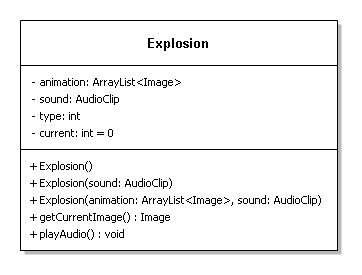 Explosion
- animation: ArrayList<Image>
- sound: AudioClip
- type: int
- current: int = 0
+ Explosion()
+ Explosion(sound: AudioClip)
+ Explosion(animation: ArrayList<Image>, sound: AudioClip)
+ getCurrentImage() : Image
+ playAudio() : void